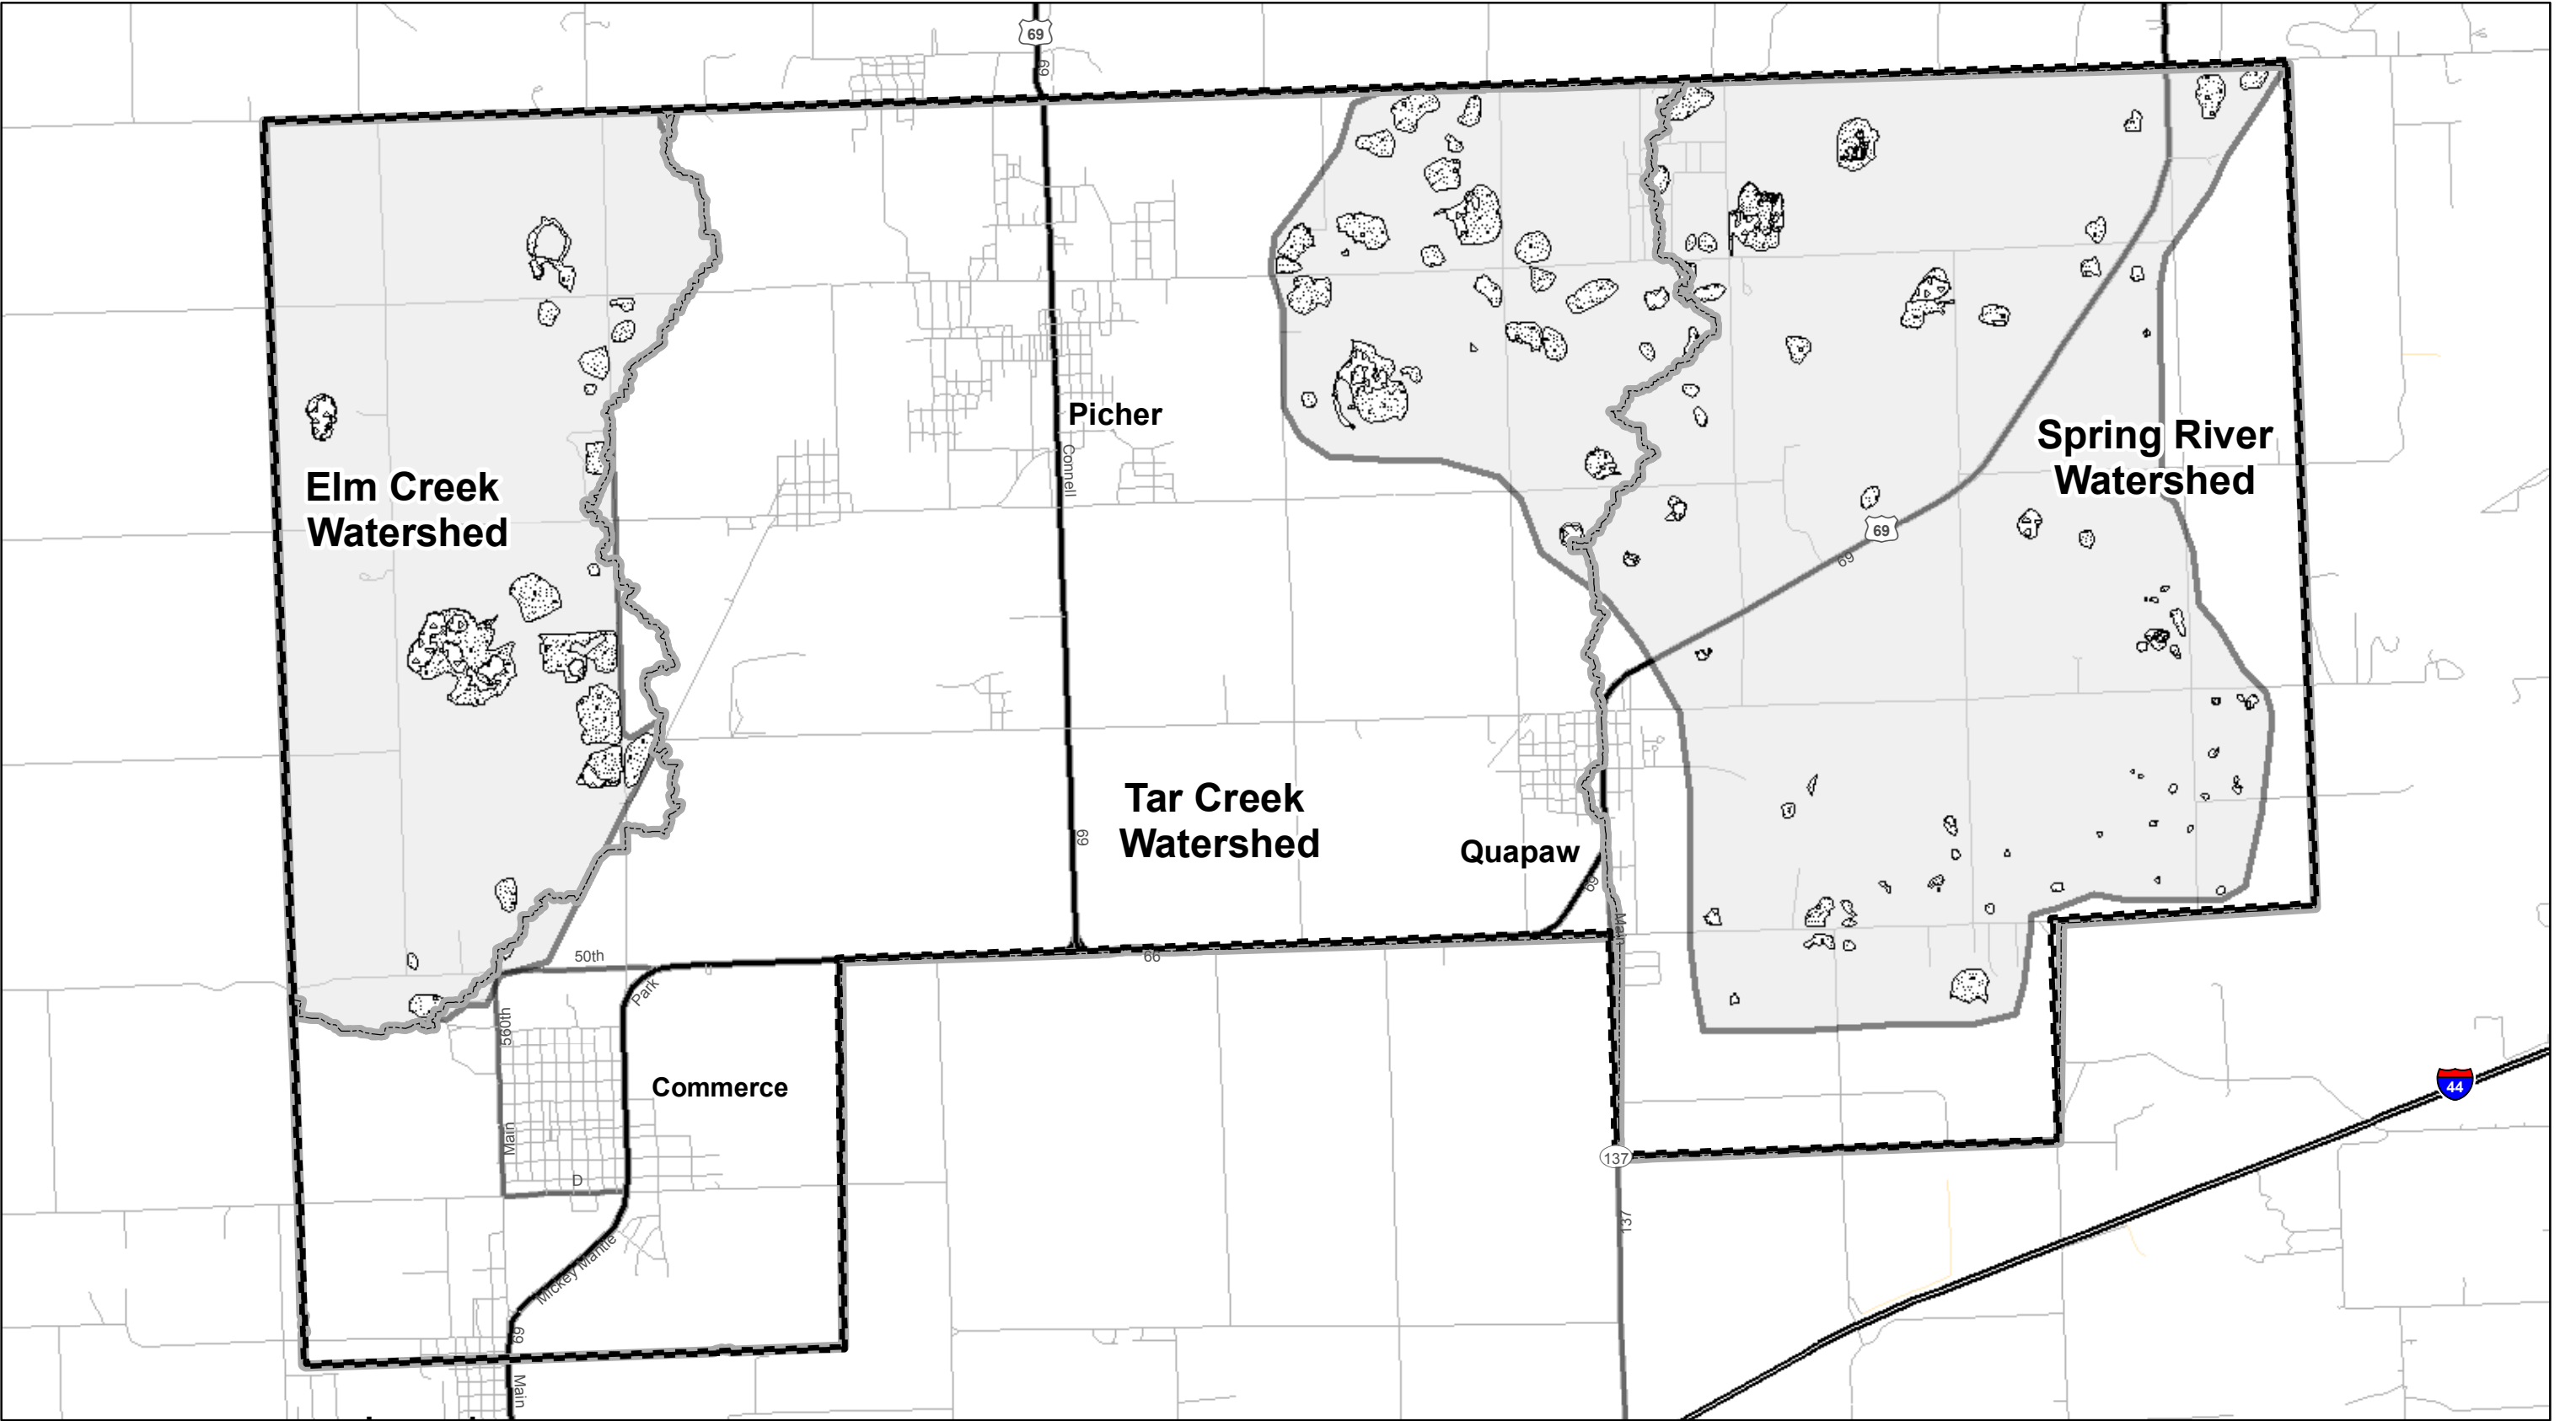 69
69
Picher
Connell
Elm Creek
Watershed
Spring River
Watershed
69
69
Tar Creek
Watershed
69
Quapaw
69
Main
50th
66
Park
560th
Commerce
44
Main
137
D
137
Mickey Mantle
69
Main